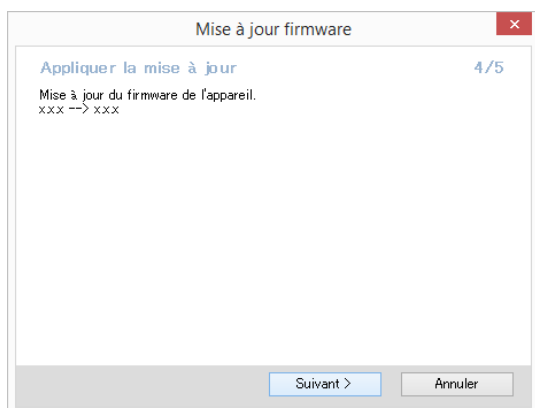 Mise à jour firmware
Appliquer la mise à jour 4/5
Mise à jour du firmware de l'appareil.
xxx --> xxx
Suivant > Annuler